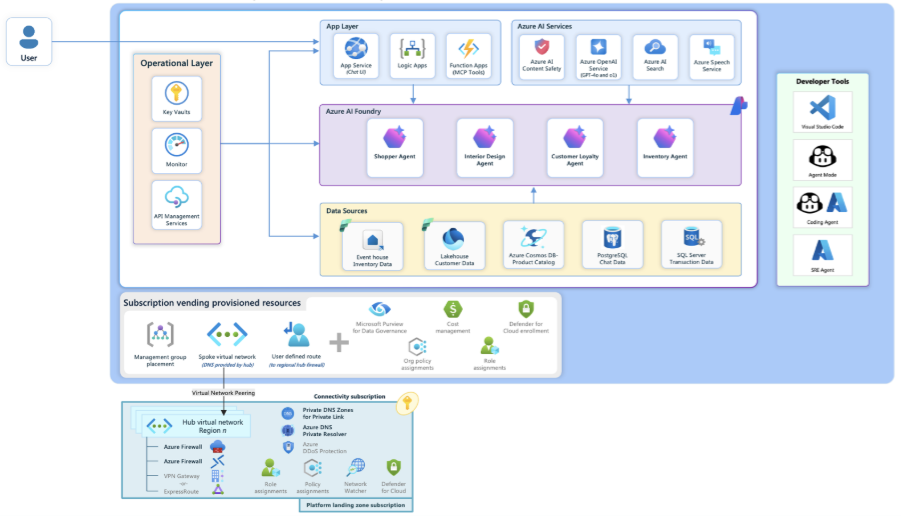 User
Operational Layer
Key Vaults
Monitor
API Management
Services
App Layer
App Service
(Chat UI)
Logic Apps
Function Apps
(MCP Tools)
Azure AI Services
Azure AI
Content Safety
Azure OpenAI
Service
(GPT-4o and o1)
Azure AI
Search
Azure Speech
Service
Azure AI Foundry
Shopper Agent
Interior Design
Agent
Customer Loyalty
Agent
Inventory Agent
Data Sources
Event house
Inventory Data
Lakehouse
Customer Data
Azure Cosmos DB-
Product Catalog
PostgreSQL
Chat Data
SQL
SQL Server
Transaction Data
Developer Tools
Visual Studio Code
Agent Mode
Coding Agent
SRE Agent
Subscription vending provisioned resources
Management group
placement
Spoke virtual network
(DNS provided by hub)
User defined route
(to regional hub firewall)
Microsoft Purview
for Data Governance
Cost
management
Defender for
Cloud enrollment
Org policy
assignments
Role
assignments
Virtual Network Peering
Connectivity subscription
Hub virtual network
Region n
Azure Firewall
Azure Firewall
VPN Gateway
ExpressRoute
Private DNS Zones
for Private Link
Azure DNS
Private Resolver
Azure
DDoS Protection
Role
assignments
Policy
assignments
Network
Watcher
Defender
for Cloud
Platform landing zone subscription